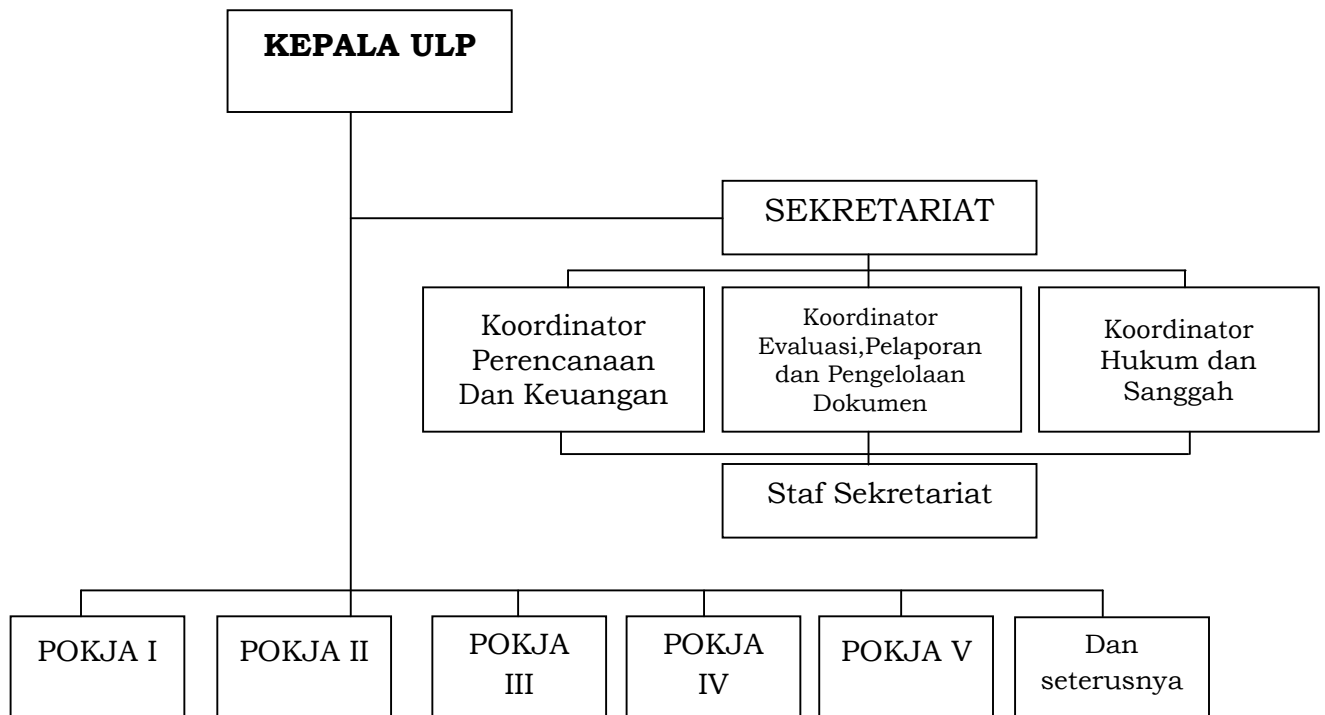 KEPALA ULP
SEKRETARIAT
Koordinator
Perencanaan
Dan Keuangan
Koordinator
Evaluasi,Pelaporan
dan Pengelolaan
Dokumen
Koordinator
Hukum dan
Sanggah
Staf Sekretariat
POKJA I
POKJA II
POKJA
III
POKJA
IV
POKJA V
Dan
seterusnya